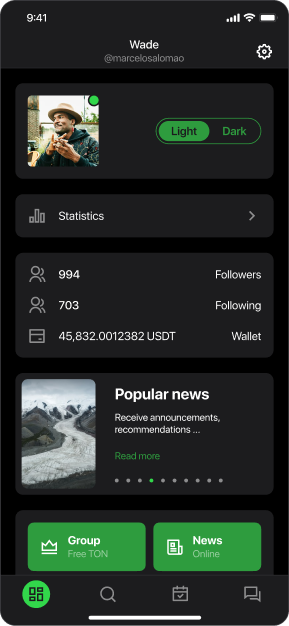 9:41
Wade
@marcelosalomao
Light Dark
Statistics
994 Followers
703 Following
45,832.0012382 USDT Wallet
Popular news
Receive announcements,
recommendations ...
Read more
Group News
Free TON Online